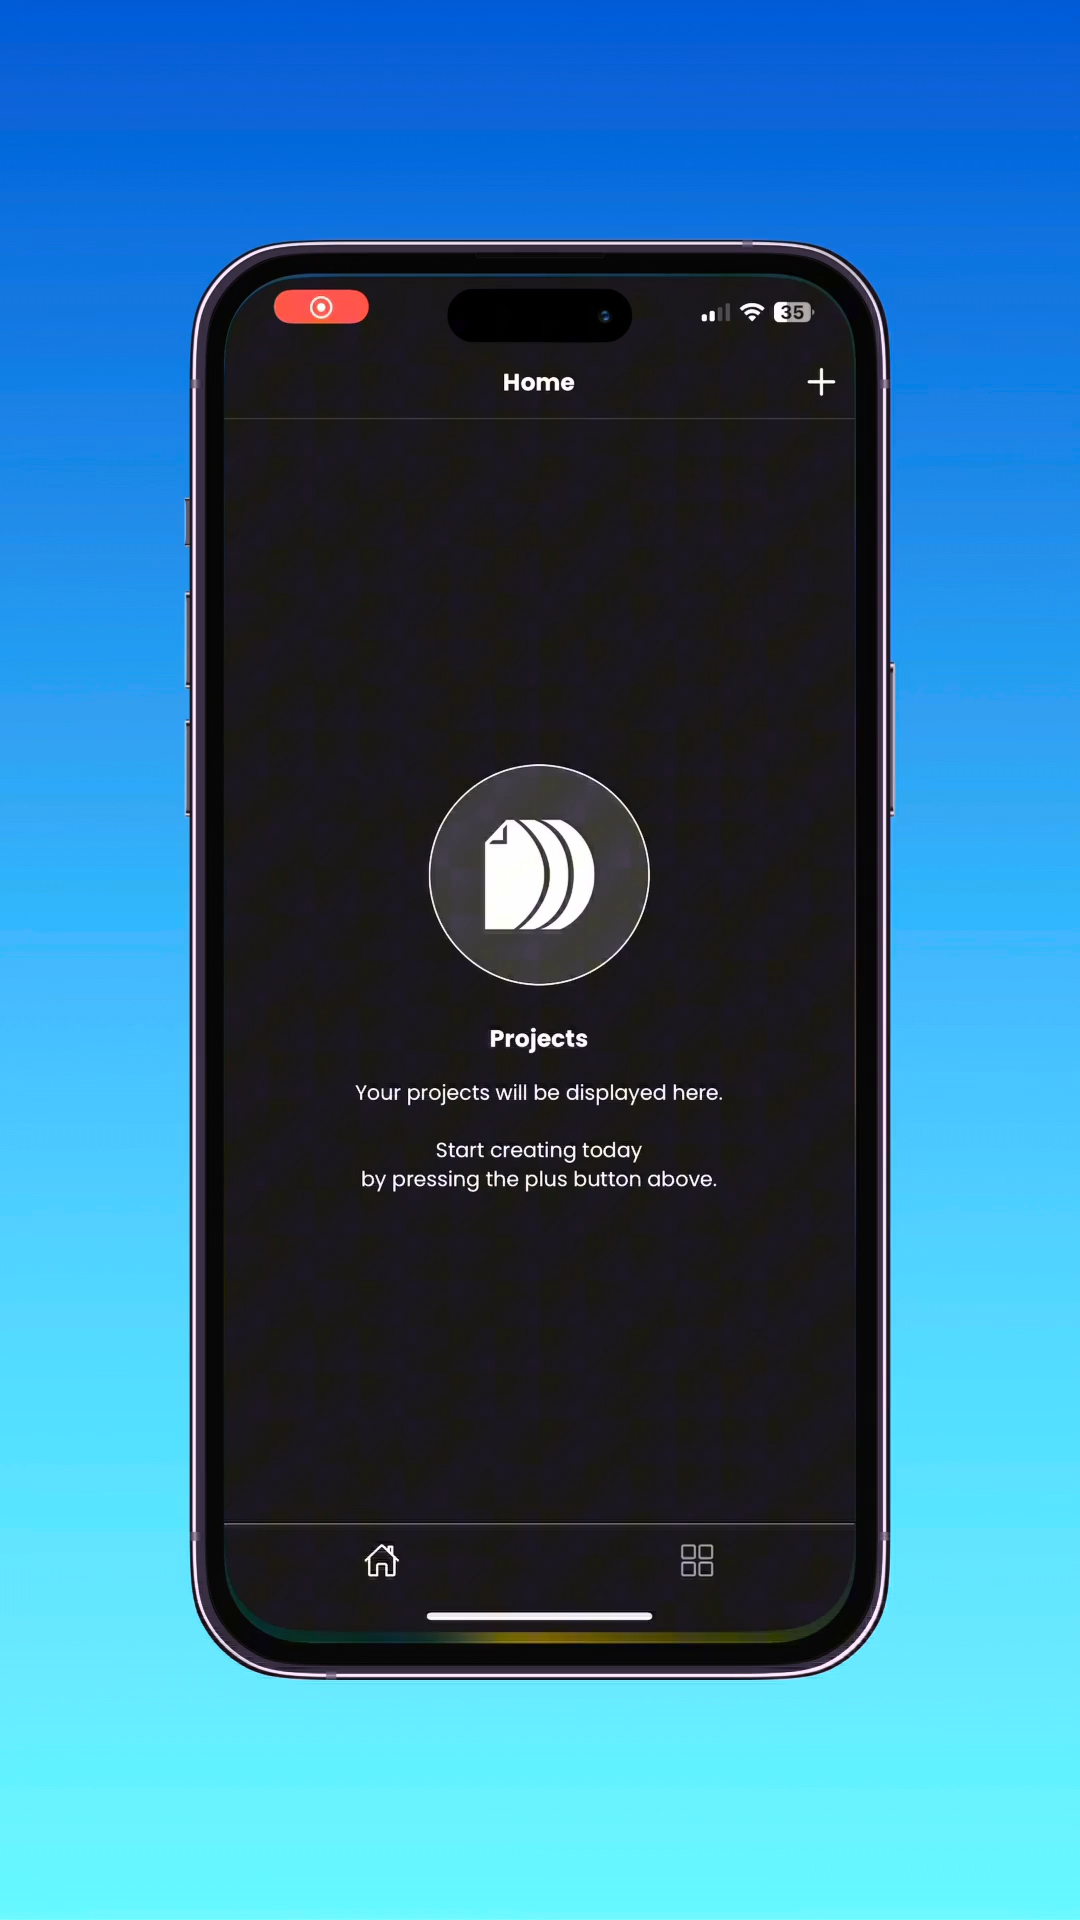 35
Home
Projects
Your projects will be displayed here.
Start creating today
by pressing the plus button above.